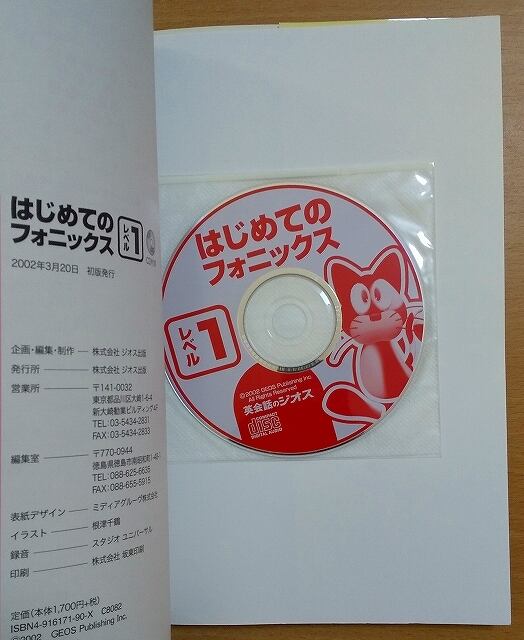 はじめての
フォニックス
レベル
1
2002年3月20日 初版発行
企画・編集・制作 株式会社 ジオス出版
発行所 株式会社 ジオス出版
営業所 〒141-0032
東京都品川区大崎1-6-4
新大崎勧業ビルディング4F
TEL:03-5434-2831
FAX:03-5434-2833
編集室 〒770-0944
徳島県徳島市南昭和町1-48-1
TEL:088-625-6635
FAX:088-655-5915
表紙デザイン ミディアグルーヴ株式会社
イラスト 根津千鶴
録音 スタジオ ユニバーサル
印刷 株式会社 坂東印刷
定価(本体1,700円+税)
ISBN4-916171-90-X C8082
©2002 GEOS Publishing Inc.
はじめての
フォニックス
レベル
1
©2002 GEOS Publishing Inc.
All Rights Reserved
英会話のジオス
COMPACT
disc
DIGITAL AUDIO